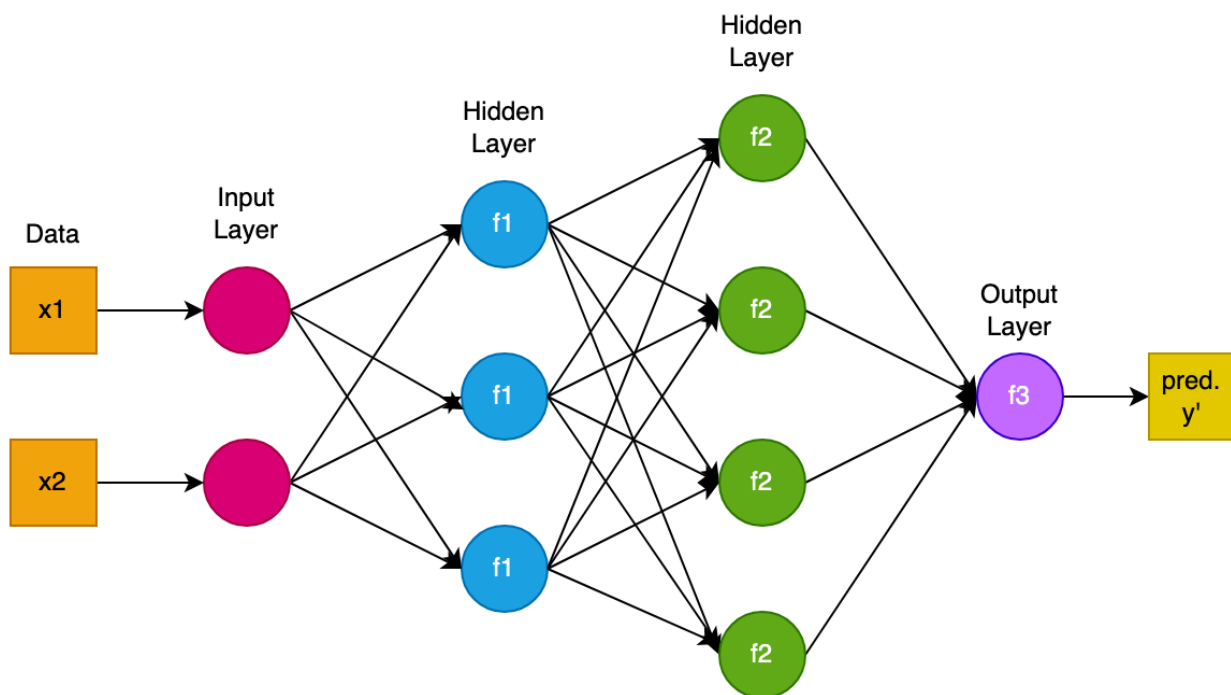 Data
x1
x2
Input
Layer
Hidden
Layer
f1
f1
f1
Hidden
Layer
f2
f2
f2
f2
Output
Layer
f3
pred.
y'